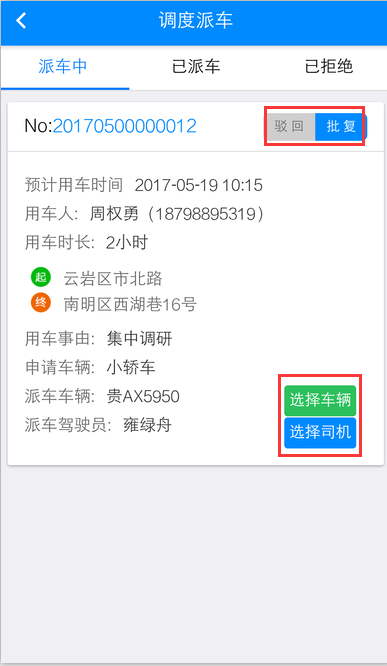 调度派车
派车中 已派车 已拒绝
No:20170500000012 驳回 批复
预计用车时间 2017-05-19 10:15
用车人: 周权勇（18798895319）
用车时长: 2小时
起 云岩区市北路
终 南明区西湖巷16号
用车事由: 集中调研
申请车辆: 小轿车
派车车辆: 贵AX5950 选择车辆
派车驾驶员: 雍绿舟 选择司机